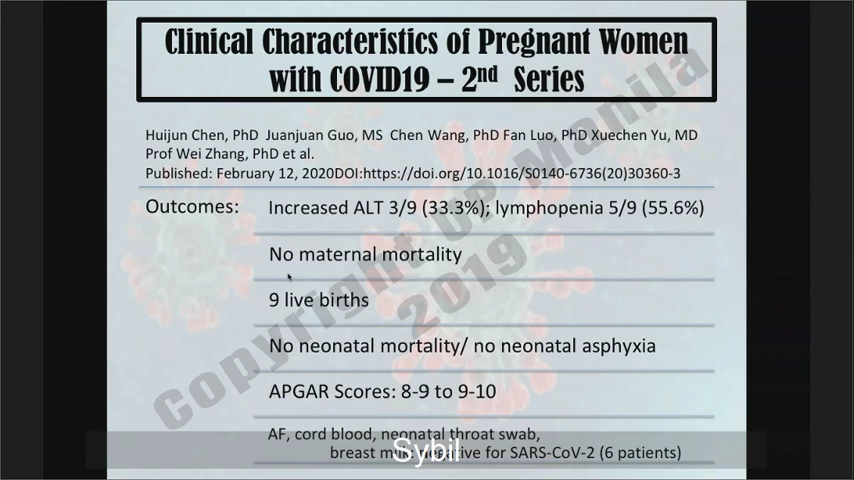 Clinical Characteristics of Pregnant Women
with COVID19 – 2nd Series
Huijun Chen, PhD Juanjuan Guo, MS Chen Wang, PhD Fan Luo, PhD Xuechen Yu, MD
Prof Wei Zhang, PhD et al.
Published: February 12, 2020DOI:https://doi.org/10.1016/S0140-6736(20)30360-3
Outcomes: Increased ALT 3/9 (33.3%); lymphopenia 5/9 (55.6%)
No maternal mortality
9 live births
No neonatal mortality/ no neonatal asphyxia
APGAR Scores: 8-9 to 9-10
AF, cord blood, neonatal throat swab,
breast milk negative for SARS-CoV-2 (6 patients)
Sybil
Copyright UP Manila
2019